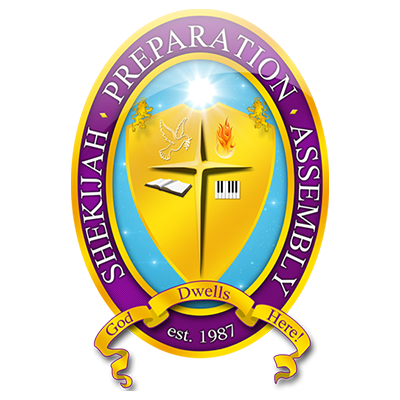 SHEKIJAH · PREPARATION · ASSEMBLY
God Dwells Here!
est. 1987